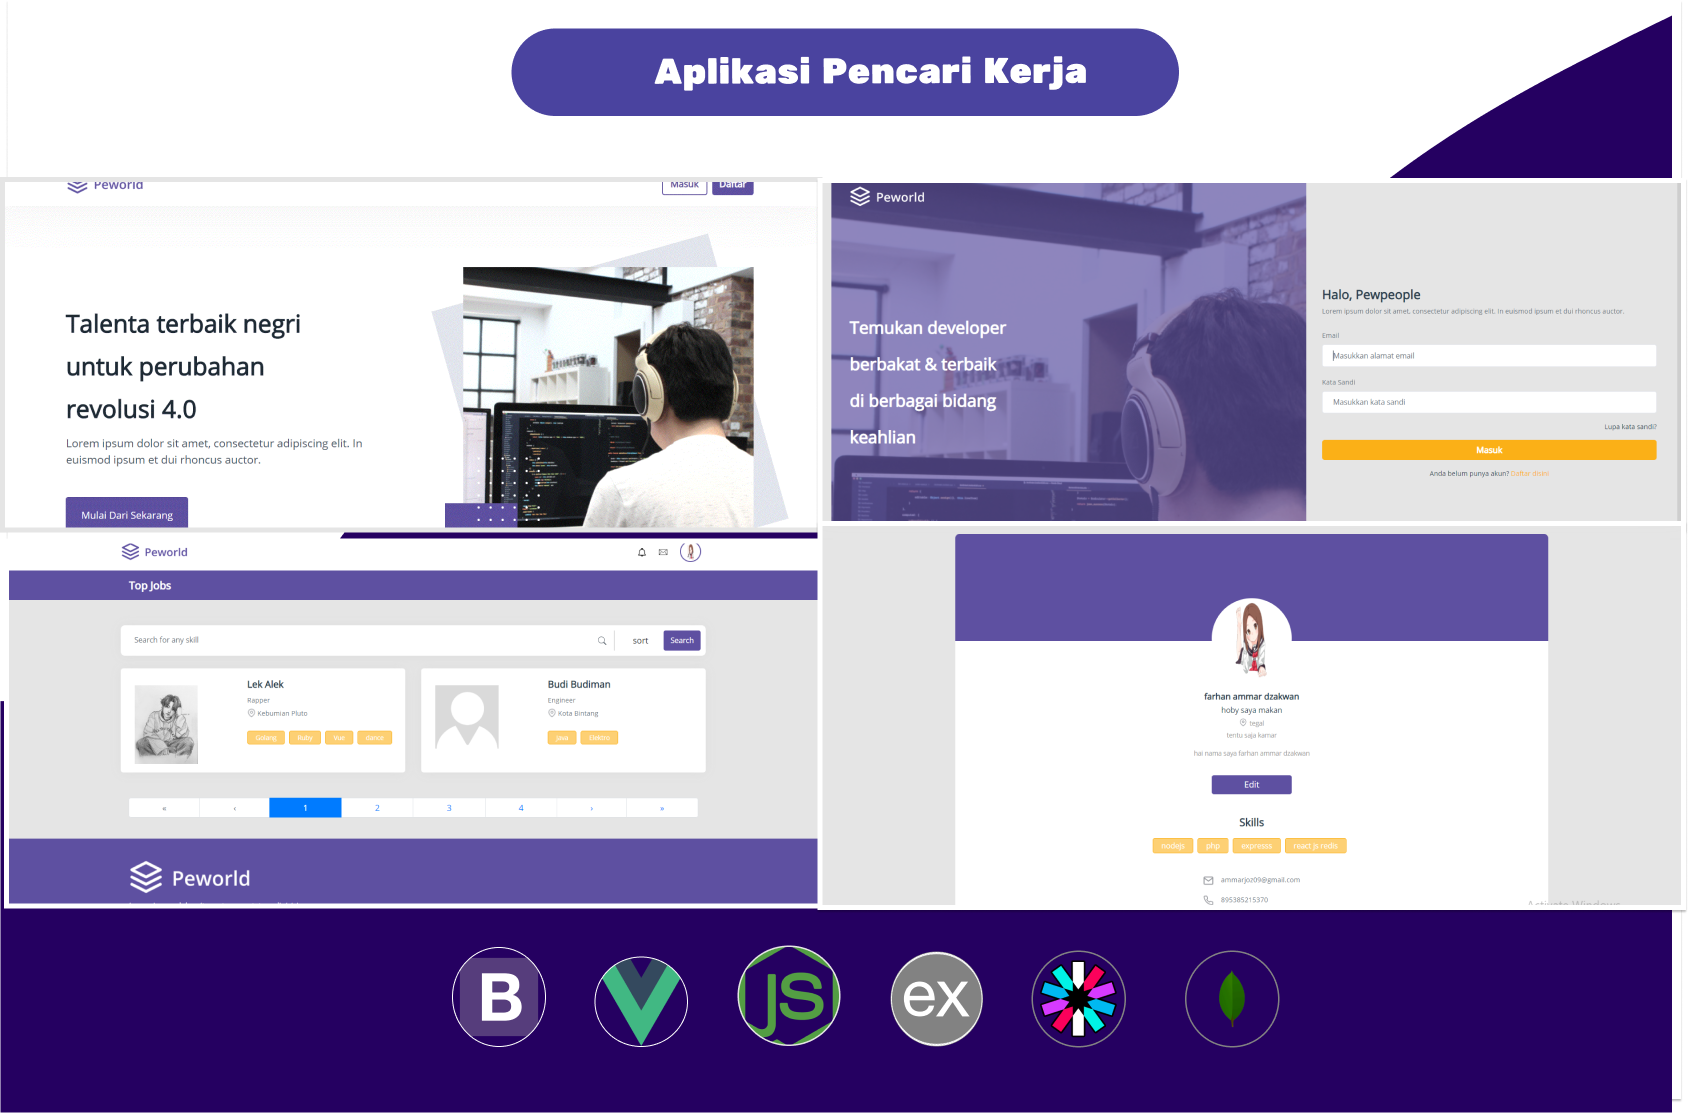 Aplikasi Pencari Kerja
Peworld
Masuk
Daftar
Talenta terbaik negri
untuk perubahan
revolusi 4.0
Lorem ipsum dolor sit amet, consectetur adipiscing elit. In
euismod ipsum et dui rhoncus auctor.
Mulai Dari Sekarang
Peworld
Temukan developer
berbakat & terbaik
di berbagai bidang
keahlian
Halo, Pewpeople
Lorem ipsum dolor sit amet, consectetur adipiscing elit. In euismod ipsum et dui rhoncus auctor.
Email
Masukkan alamat email
Kata Sandi
Masukkan kata sandi
Lupa kata sandi?
Masuk
Anda belum punya akun? Daftar disini
Peworld
Top Jobs
Search for any skill
sort
Search
Lek Alek
Rapper
Kebumian Pluto
Golang Ruby Vue dance
Budi Budiman
Engineer
Kota Bintang
Java Elektro
« ‹ 1 2 3 4 › »
Peworld
farhan ammar dzakwan
hoby saya makan
tegal
tentu saja kamar
hai nama saya farhan ammar dzakwan
Edit
Skills
nodejs php expresss react js redis
ammarjoz09@gmail.com
895385215370
B
JS
ex